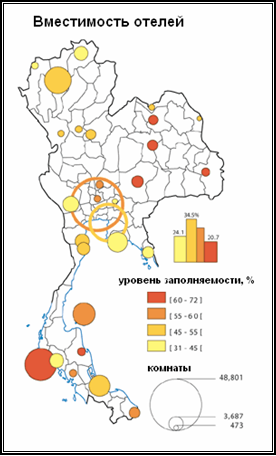 Вместимость отелей
34.5%
24.1
20.7
уровень заполняемости, %
[ 60 - 72 ]
[ 55 - 60 [
[ 45 - 55 [
[ 31 - 45 [
комнаты
48,801
3,687
473